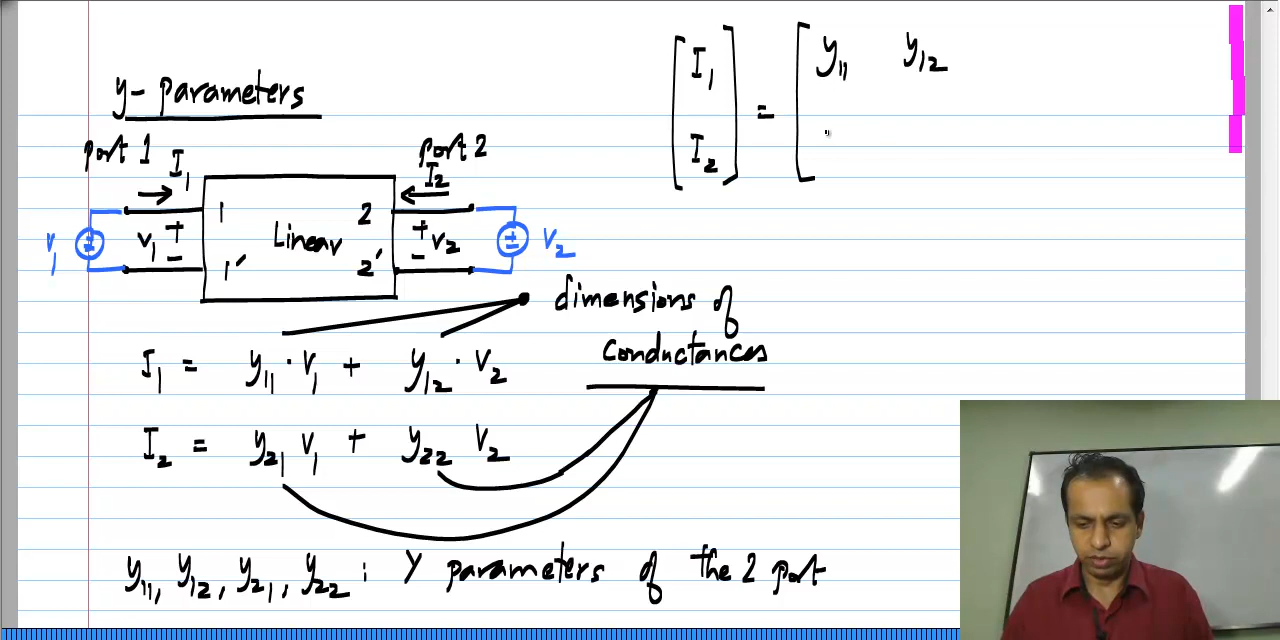 y- parameters
port 1
I1
port 2
I2
V1
+
v1
-
1
1'
Linear
2
2'
+
v2
-
V2
dimensions of
conductances
I1 = y11 · V1 + y12 · V2
I2 = y21 V1 + y22 V2
y11, y12, y21, y22 : Y parameters of the 2 port
[I1 I2] = [y11 y12